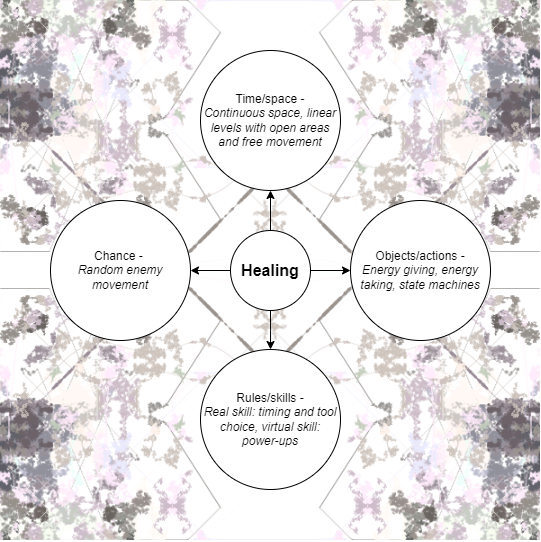 Time/space -
Continuous space, linear
levels with open areas
and free movement
Chance -
Random enemy
movement
Healing
Objects/actions -
Energy giving, energy
taking, state machines
Rules/skills -
Real skill: timing and tool
choice, virtual skill:
power-ups